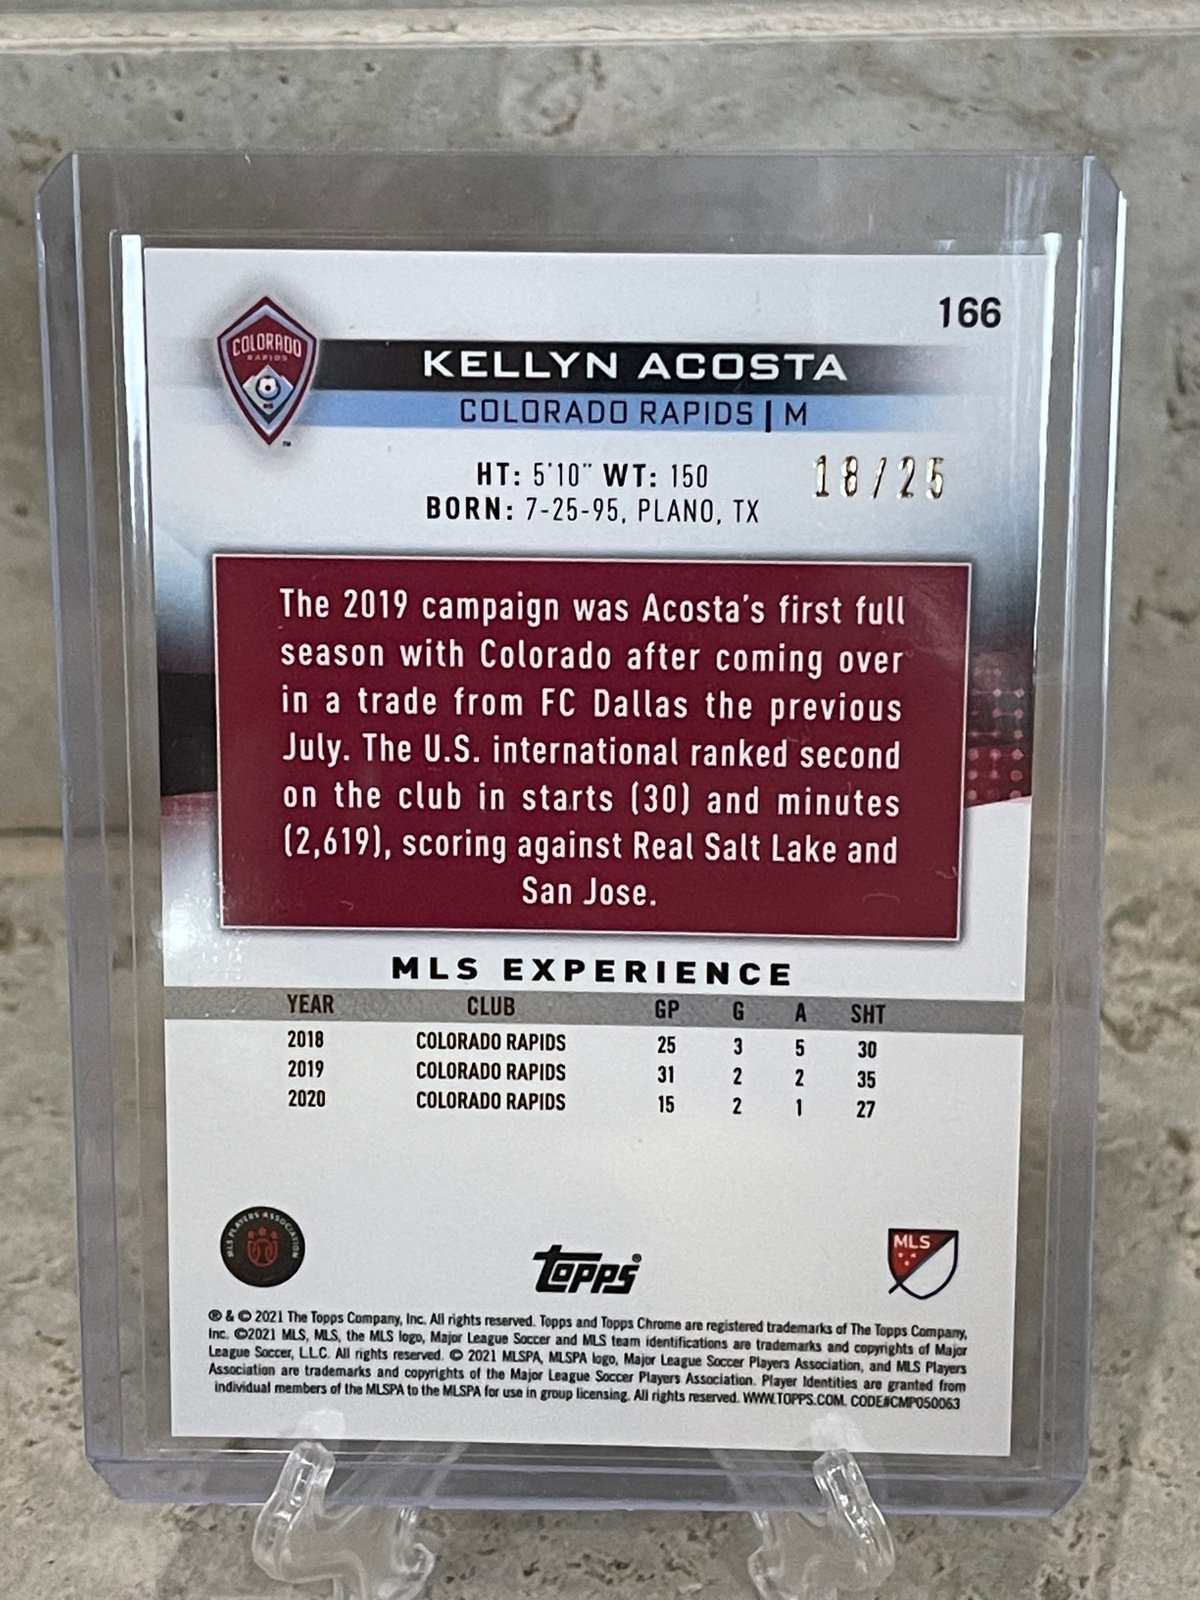 166
COLORADO
RAPIDS
KELLYN ACOSTA
COLORADO RAPIDS | M
™
HT: 5'10" WT: 150
18/25
BORN: 7-25-95, PLANO, TX
The 2019 campaign was Acosta's first full
season with Colorado after coming over
in a trade from FC Dallas the previous
July. The U.S. international ranked second
on the club in starts (30) and minutes
(2,619), scoring against Real Salt Lake and
San Jose.
MLS EXPERIENCE
YEAR CLUB GP G A SHT
2018 COLORADO RAPIDS 25 3 5 30
2019 COLORADO RAPIDS 31 2 2 35
2020 COLORADO RAPIDS 15 2 1 27
MLS PLAYERS ASSOCIATION
topps®
MLS
® & © 2021 The Topps Company, Inc. All rights reserved. Topps and Topps Chrome are registered trademarks of The Topps Company,
Inc. ©2021 MLS, MLS, the MLS logo, Major League Soccer and MLS team identifications are trademarks and copyrights of Major
League Soccer, L.L.C. All rights reserved. © 2021 MLSPA, MLSPA logo, Major League Soccer Players Association, and MLS Players
Association are trademarks and copyrights of the Major League Soccer Players Association. Player Identities are granted from
individual members of the MLSPA to the MLSPA for use in group licensing. All rights reserved. WWW.TOPPS.COM. CODE#CMP050063